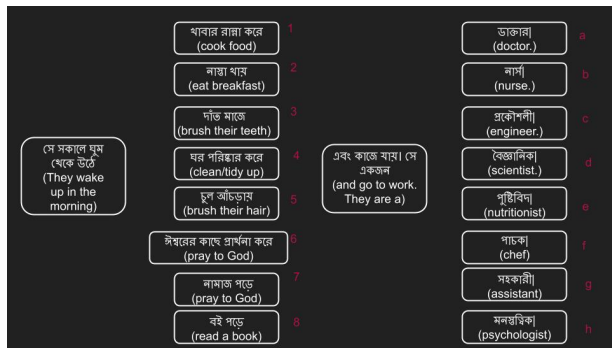 সে সকালে ঘুম
থেকে উঠে
(They wake
up in the
morning)
খাবার রান্না করে
(cook food)
1
নাস্তা খায়
(eat breakfast)
2
দাঁত মাজে
(brush their teeth)
3
ঘর পরিষ্কার করে
(clean/tidy up)
4
চুল আঁচড়ায়
(brush their hair)
5
ঈশ্বরের কাছে প্রার্থনা করে
(pray to God)
6
নামাজ পড়ে
(pray to God)
7
বই পড়ে
(read a book)
8
এবং কাজে যায়। সে
একজন
(and go to work.
They are a)
ডাক্তার|
(doctor.)
a
নার্স|
(nurse.)
b
প্রকৌশলী|
(engineer.)
c
বৈজ্ঞানিক|
(scientist.)
d
পুষ্টিবিদ|
(nutritionist)
e
পাচক|
(chef)
f
সহকারী|
(assistant)
g
মনস্তাত্ত্বিক|
(psychologist)
h